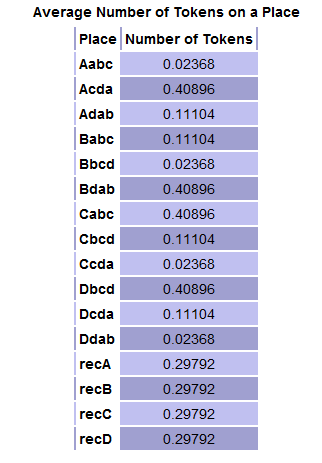 Average Number of Tokens on a Place
Place Number of Tokens
Aabc 0.02368
Acda 0.40896
Adab 0.11104
Babc 0.11104
Bbcd 0.02368
Bdab 0.40896
Cabc 0.40896
Cbcd 0.11104
Ccda 0.02368
Dbcd 0.40896
Dcda 0.11104
Ddab 0.02368
recA 0.29792
recB 0.29792
recC 0.29792
recD 0.29792